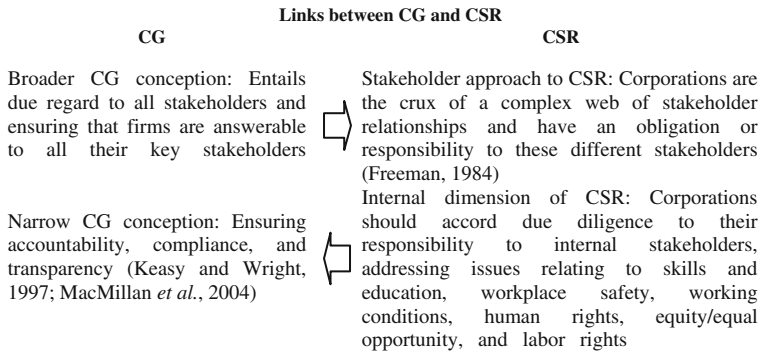 Links between CG and CSR
CG
CSR
Broader CG conception: Entails
due regard to all stakeholders and
ensuring that firms are answerable
to all their key stakeholders
Stakeholder approach to CSR: Corporations are
the crux of a complex web of stakeholder
relationships and have an obligation or
responsibility to these different stakeholders
(Freeman, 1984)
Narrow CG conception: Ensuring
accountability, compliance, and
transparency (Keasy and Wright,
1997; MacMillan et al., 2004)
Internal dimension of CSR: Corporations
should accord due diligence to their
responsibility to internal stakeholders,
addressing issues relating to skills and
education, workplace safety, working
conditions, human rights, equity/equal
opportunity, and labor rights